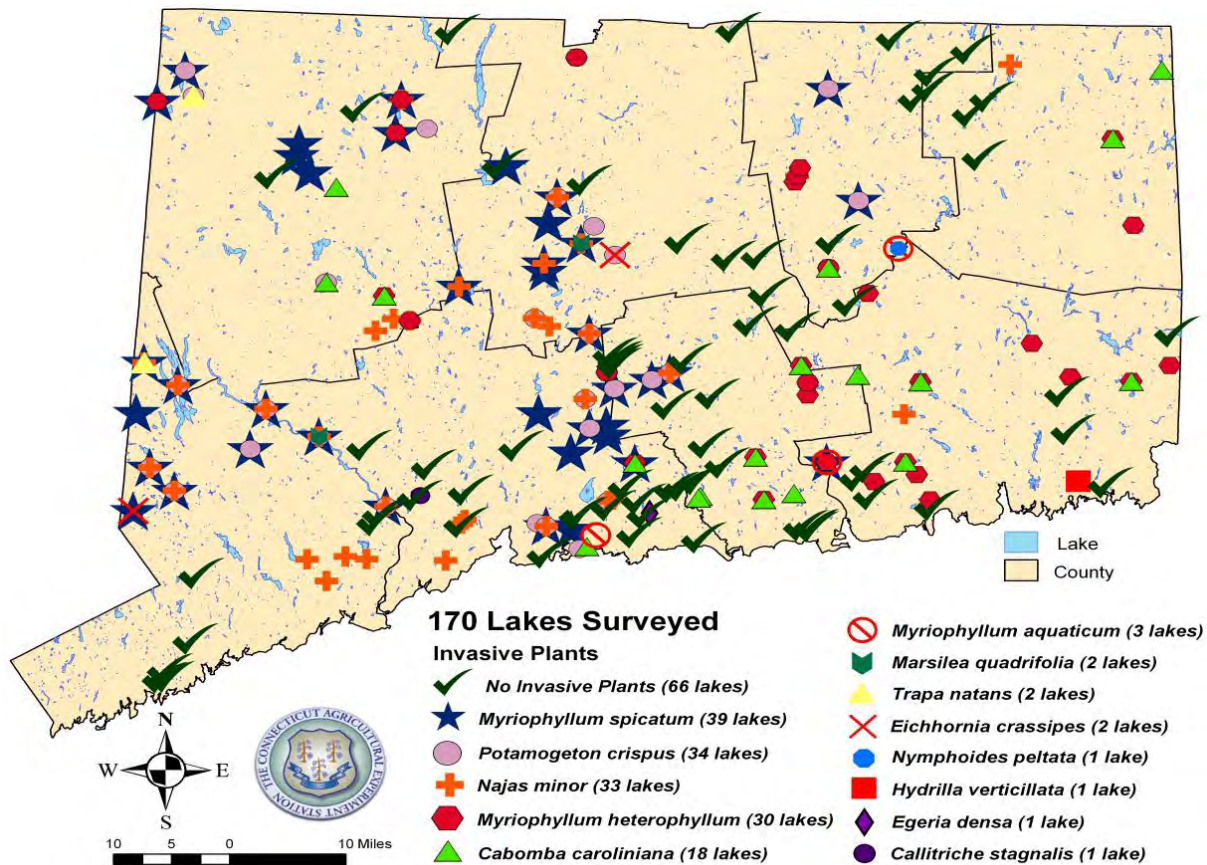 Lake
County
170 Lakes Surveyed
Invasive Plants
No Invasive Plants (66 lakes)
Myriophyllum spicatum (39 lakes)
Potamogeton crispus (34 lakes)
Najas minor (33 lakes)
Myriophyllum heterophyllum (30 lakes)
Cabomba caroliniana (18 lakes)
Myriophyllum aquaticum (3 lakes)
Marsilea quadrifolia (2 lakes)
Trapa natans (2 lakes)
Eichhornia crassipes (2 lakes)
Nymphoides peltata (1 lake)
Hydrilla verticillata (1 lake)
Egeria densa (1 lake)
Callitriche stagnalis (1 lake)
N
W E
S
THE CONNECTICUT AGRICULTURAL EXPERIMENT STATION
10 5 0 10 Miles